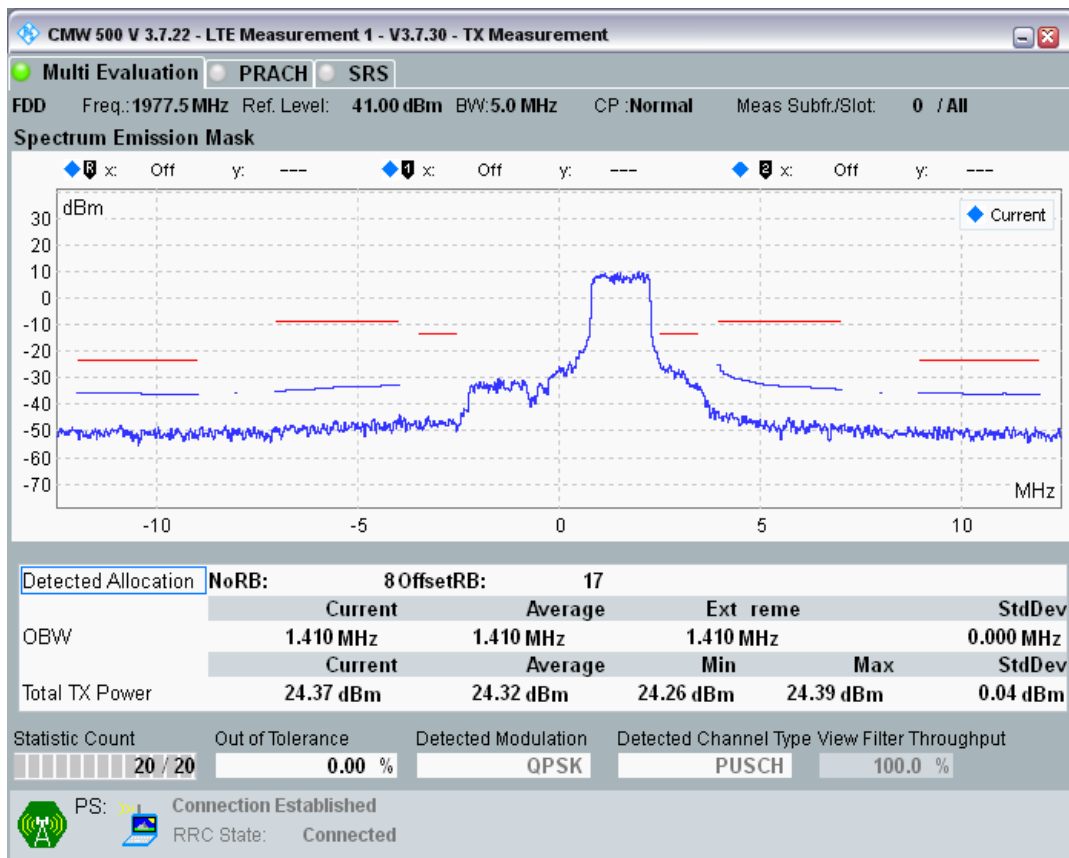 CMW 500 V 3.7.22 - LTE Measurement 1 - V3.7.30 - TX Measurement
Multi Evaluation PRACH SRS
FDD Freq.:1977.5 MHz Ref. Level: 41.00 dBm BW:5.0 MHz CP :Normal Meas Subfr./Slot: 0 / All
Spectrum Emission Mask
R x: Off y: --- 1 x: Off y: --- 2 x: Off y: ---
dBm
Current
30
20
10
0
-10
-20
-30
-40
-50
-60
-70
MHz
-10 -5 0 5 10
Detected Allocation NoRB: 8 OffsetRB: 17
Current Average Ext reme StdDev
OBW 1.410 MHz 1.410 MHz 1.410 MHz 0.000 MHz
Current Average Min Max StdDev
Total TX Power 24.37 dBm 24.32 dBm 24.26 dBm 24.39 dBm 0.04 dBm
Statistic Count Out of Tolerance Detected Modulation Detected Channel Type View Filter Throughput
20 / 20 0.00 % QPSK PUSCH 100.0 %
PS: Connection Established
RRC State: Connected